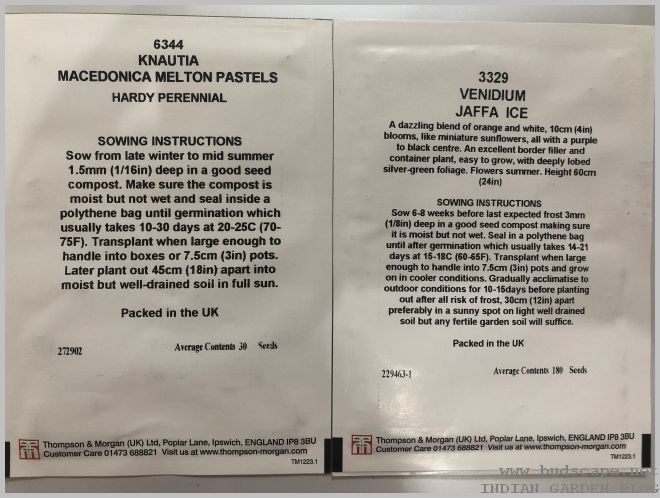 6344
KNAUTIA
MACEDONICA MELTON PASTELS
HARDY PERENNIAL
SOWING INSTRUCTIONS
Sow from late winter to mid summer
1.5mm (1/16in) deep in a good seed
compost. Make sure the compost is
moist but not wet and seal inside a
polythene bag until germination which
usually takes 10-30 days at 20-25C (70-
75F). Transplant when large enough to
handle into boxes or 7.5cm (3in) pots.
Later plant out 45cm (18in) apart into
moist but well-drained soil in full sun.
Packed in the UK
272902
Average Contents 30 Seeds
Thompson & Morgan (UK) Ltd, Poplar Lane, Ipswich, ENGLAND IP8 3BU
Customer Care 01473 688821 Visit us at www.thompson-morgan.com
TM1223.1
3329
VENIDIUM
JAFFA ICE
A dazzling blend of orange and white, 10cm (4in)
blooms, like miniature sunflowers, all with a purple
to black centre. An excellent border filler and
container plant, easy to grow, with deeply lobed
silver-green foliage. Flowers summer. Height 60cm
(24in)
SOWING INSTRUCTIONS
Sow 6-8 weeks before last expected frost 3mm
(1/8in) deep in a good seed compost making sure
it is moist but not wet. Seal in a polythene bag
until after germination which usually takes 14-21
days at 15-18C (60-65F). Transplant when large
enough to handle into 7.5cm (3in) pots and grow
on in cooler conditions. Gradually acclimatise to
outdoor conditions for 10-15days before planting
out after all risk of frost, 30cm (12in) apart
preferably in a sunny spot on light well drained
soil but any fertile garden soil will suffice.
Packed in the UK
229463-1
Average Contents 180 Seeds
Thompson & Morgan (UK) Ltd, Poplar Lane, Ipswich, ENGLAND IP8 3BU
Customer Care 01473 688821 Visit us at www.thompson-morgan.com
TM1223.1
www.budscape.net
INDIAN GARDEN BLOG